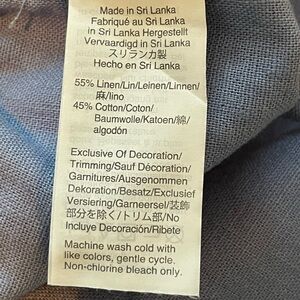 Made in Sri Lanka
Fabriqué au Sri Lanka
in Sri Lanka Hergestellt
Vervaardigd in Sri Lanka
スリランカ製
Hecho en Sri Lanka
55% Linen/Lin/Leinen/Linnen/
麻/lino
45% Cotton/Coton/
Baumwolle/Katoen/綿/
algodón
Exclusive Of Decoration/
Trimming/Sauf Décoration/
Garnitures/Ausgenommen
Dekoration/Besatz/Exclusief
Versiering/Garneersel/装飾
部分を除く/トリム部/No
Incluye Decoración/Ribete
Machine wash cold with
like colors, gentle cycle.
Non-chlorine bleach only.